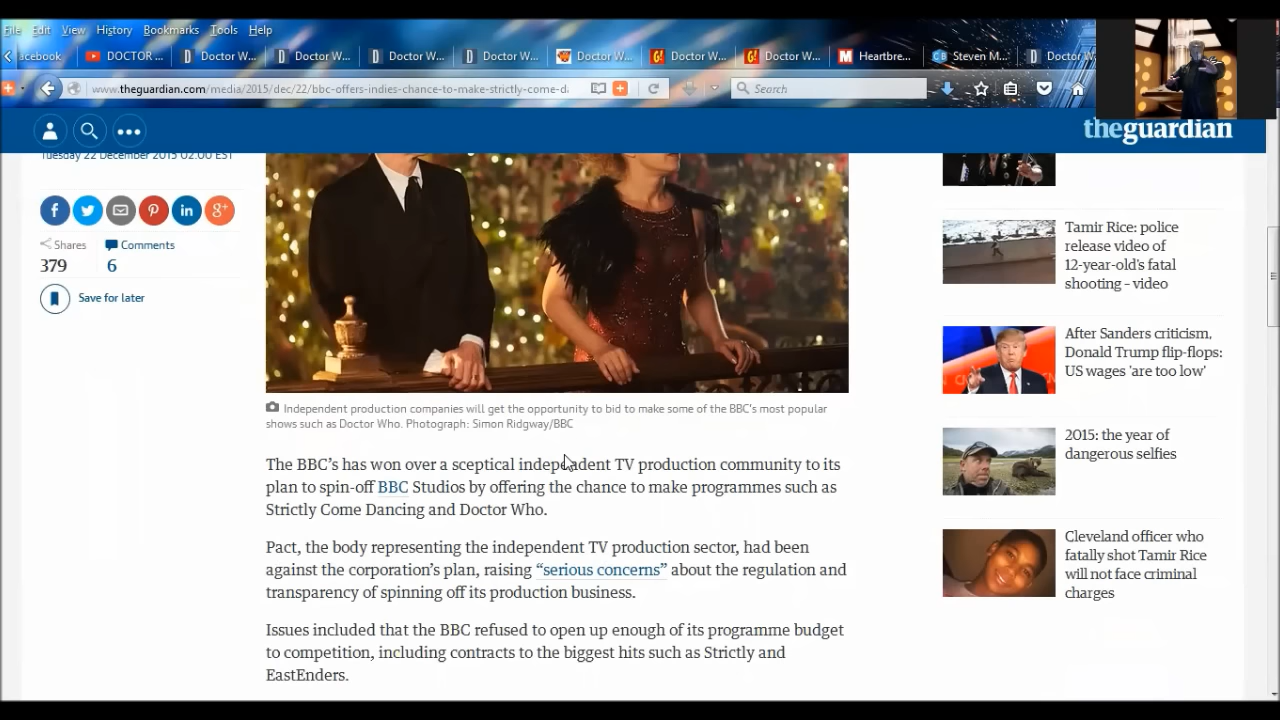 File Edit View History Bookmarks Tools Help
acebook DOCTOR ... Doctor W... Doctor W... Doctor W... Doctor W... Doctor W... Doctor W... Doctor W... Heartbre... Steven M... Doctor W
www.theguardian.com/media/2015/dec/22/bbc-offers-indies-chance-to-make-strictly-come-d Search
theguardian
Tuesday 22 December 2015 02.00 EST
Shares Comments
379 6
Save for later
Independent production companies will get the opportunity to bid to make some of the BBC's most popular
shows such as Doctor Who. Photograph: Simon Ridgway/BBC
The BBC's has won over a sceptical independent TV production community to its
plan to spin-off BBC Studios by offering the chance to make programmes such as
Strictly Come Dancing and Doctor Who.
Pact, the body representing the independent TV production sector, had been
against the corporation's plan, raising “serious concerns” about the regulation and
transparency of spinning off its production business.
Issues included that the BBC refused to open up enough of its programme budget
to competition, including contracts to the biggest hits such as Strictly and
EastEnders.
Tamir Rice: police
release video of
12-year-old's fatal
shooting – video
After Sanders criticism,
Donald Trump flip-flops:
US wages 'are too low'
2015: the year of
dangerous selfies
Cleveland officer who
fatally shot Tamir Rice
will not face criminal
charges